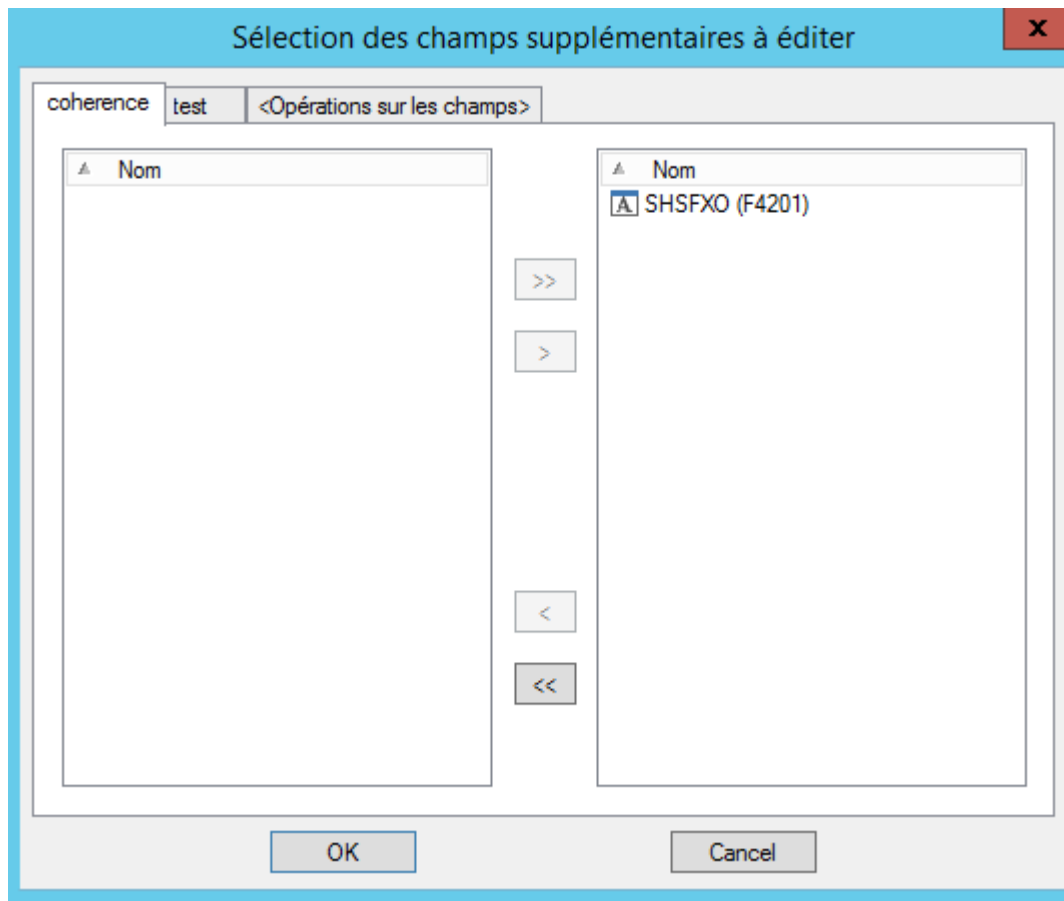 Sélection des champs supplémentaires à éditer
x
coherence test <Opérations sur les champs>
Nom Nom
A SHSFXO (F4201)
>>
>
<
<<
OK Cancel